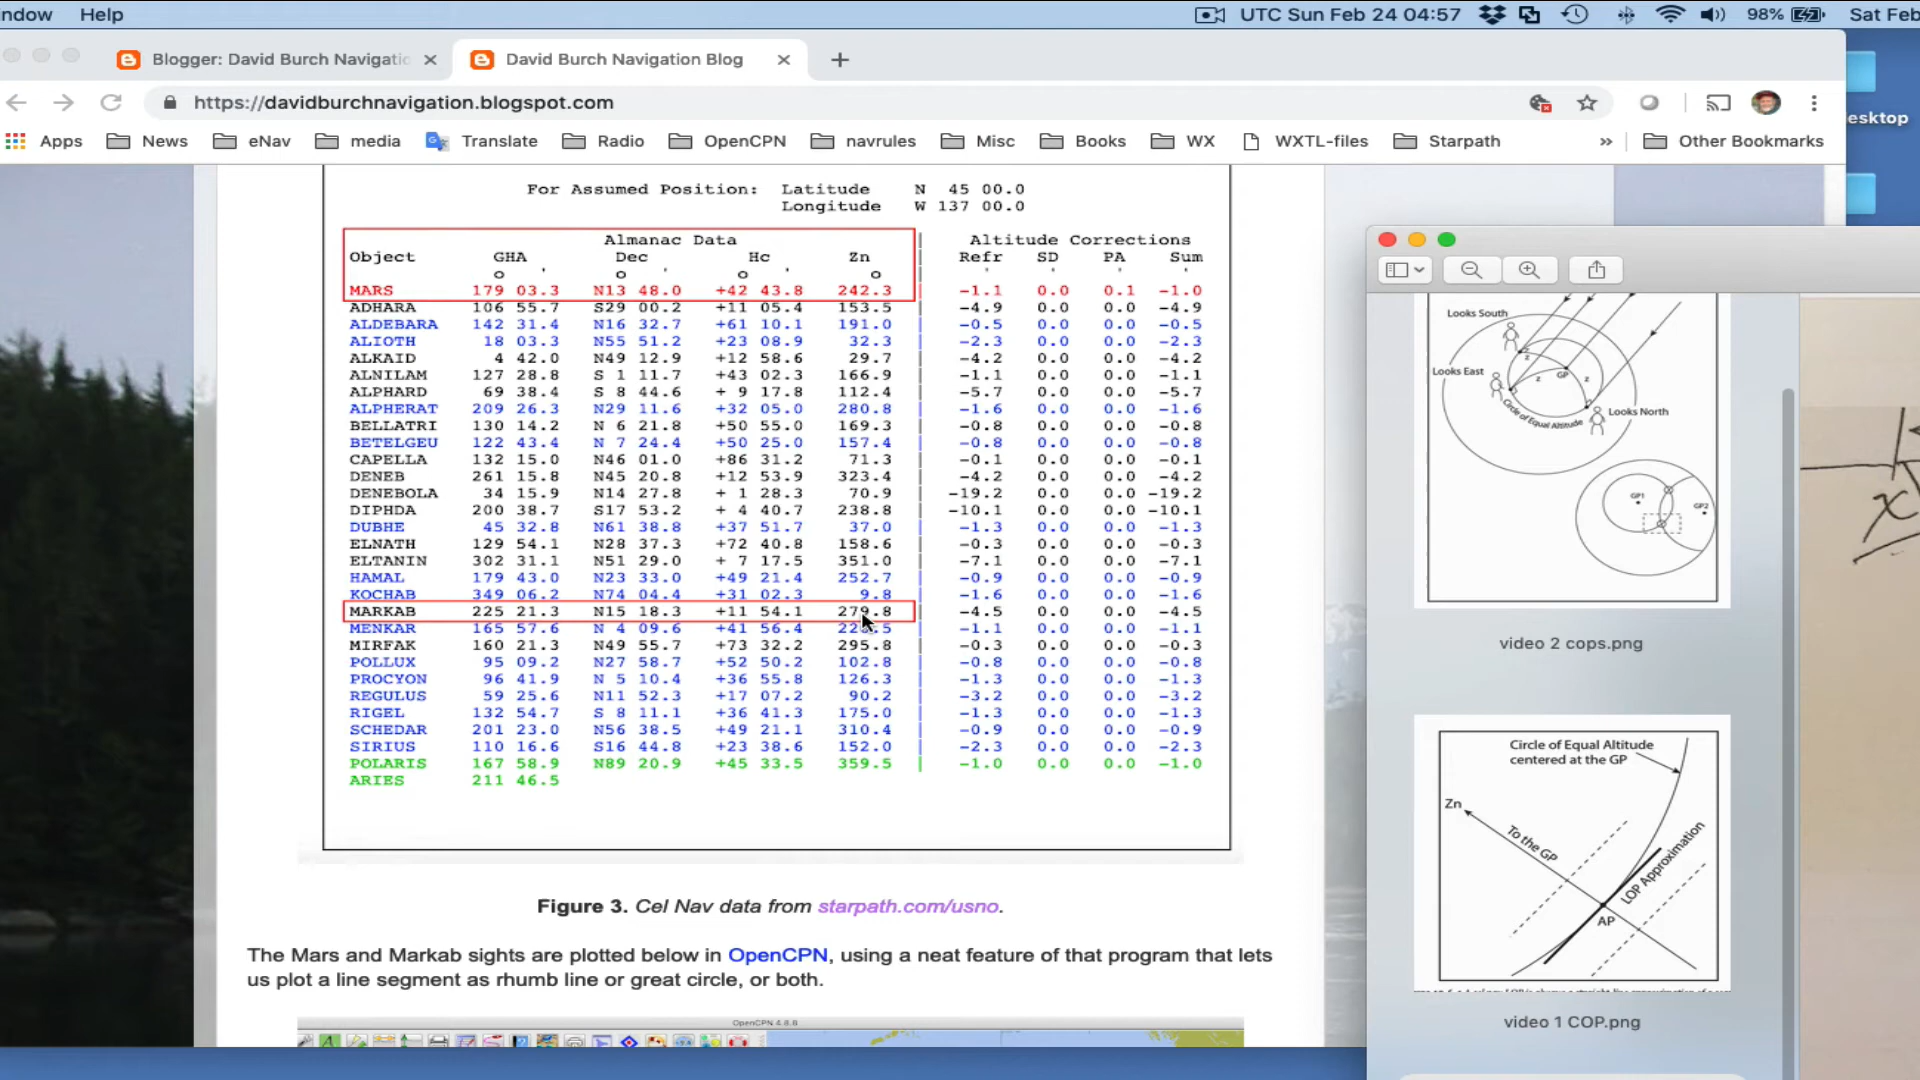 ndow Help UTC Sun Feb 24 04:57 98% Sat Feb
Blogger: David Burch Navigatio David Burch Navigation Blog
https://davidburchnavigation.blogspot.com
esktop
Apps News eNav media Translate Radio OpenCPN navrules Misc Books WX WXTL-files Starpath » Other Bookmarks
For Assumed Position: Latitude N 45 00.0
Longitude W 137 00.0
Almanac Data | Altitude Corrections
Object GHA Dec Hc Zn | Refr SD PA Sum
o ' o ' o ' o | ' ' ' '
MARS 179 03.3 N13 48.0 +42 43.8 242.3 | -1.1 0.0 0.1 -1.0
ADHARA 106 55.7 S29 00.2 +11 05.4 153.5 | -4.9 0.0 0.0 -4.9
ALDEBARA 142 31.4 N16 32.7 +61 10.1 191.0 | -0.5 0.0 0.0 -0.5
ALIOTH 18 03.3 N55 51.2 +23 08.9 32.3 | -2.3 0.0 0.0 -2.3
ALKAID 4 42.0 N49 12.9 +12 58.6 29.7 | -4.2 0.0 0.0 -4.2
ALNILAM 127 28.8 S 1 11.7 +43 02.3 166.9 | -1.1 0.0 0.0 -1.1
ALPHARD 69 38.4 S 8 44.6 + 9 17.8 112.4 | -5.7 0.0 0.0 -5.7
ALPHERAT 209 26.3 N29 11.6 +32 05.0 280.8 | -1.6 0.0 0.0 -1.6
BELLATRI 130 14.2 N 6 21.8 +50 55.0 169.3 | -0.8 0.0 0.0 -0.8
BETELGEU 122 43.4 N 7 24.4 +50 25.0 157.4 | -0.8 0.0 0.0 -0.8
CAPELLA 132 15.0 N46 01.0 +86 31.2 71.3 | -0.1 0.0 0.0 -0.1
DENEB 261 15.8 N45 20.8 +12 53.9 323.4 | -4.2 0.0 0.0 -4.2
DENEBOLA 34 15.9 N14 27.8 + 1 28.3 70.9 | -19.2 0.0 0.0 -19.2
DIPHDA 200 38.7 S17 53.2 + 4 40.7 238.8 | -10.1 0.0 0.0 -10.1
DUBHE 45 32.8 N61 38.8 +37 51.7 37.0 | -1.3 0.0 0.0 -1.3
ELNATH 129 54.1 N28 37.3 +72 40.8 158.6 | -0.3 0.0 0.0 -0.3
ELTANIN 302 31.1 N51 29.0 + 7 17.5 351.0 | -7.1 0.0 0.0 -7.1
HAMAL 179 43.0 N23 33.0 +49 21.4 252.7 | -0.9 0.0 0.0 -0.9
KOCHAB 349 06.2 N74 04.4 +31 02.3 9.8 | -1.6 0.0 0.0 -1.6
MARKAB 225 21.3 N15 18.3 +11 54.1 279.8 | -4.5 0.0 0.0 -4.5
MENKAR 165 57.6 N 4 09.6 +41 56.4 | -1.1 0.0 0.0 -1.1
MIRFAK 160 21.3 N49 55.7 +73 32.2 295.8 | -0.3 0.0 0.0 -0.3
POLLUX 95 09.2 N27 58.7 +52 50.2 102.8 | -0.8 0.0 0.0 -0.8
PROCYON 96 41.9 N 5 10.4 +36 55.8 126.3 | -1.3 0.0 0.0 -1.3
REGULUS 59 25.6 N11 52.3 +17 07.2 90.2 | -3.2 0.0 0.0 -3.2
RIGEL 132 54.7 S 8 11.1 +36 41.3 175.0 | -1.3 0.0 0.0 -1.3
SCHEDAR 201 23.0 N56 38.5 +49 21.1 310.4 | -0.9 0.0 0.0 -0.9
SIRIUS 110 16.6 S16 44.8 +23 38.6 152.0 | -2.3 0.0 0.0 -2.3
POLARIS 167 58.9 N89 20.9 +45 33.5 359.5 | -1.0 0.0 0.0 -1.0
ARIES 211 46.5
Figure 3. Cel Nav data from starpath.com/usno.
The Mars and Markab sights are plotted below in OpenCPN, using a neat feature of that program that lets
us plot a line segment as rhumb line or great circle, or both.
OpenCPN 4.8.8
Looks South
z
GP
Looks East
z
z
Looks North
Circle of Equal Altitude
GP1
GP2
video 2 cops.png
Circle of Equal Altitude
centered at the GP
Zn
To the GP
LOP Approximation
AP
video 1 COP.png
x